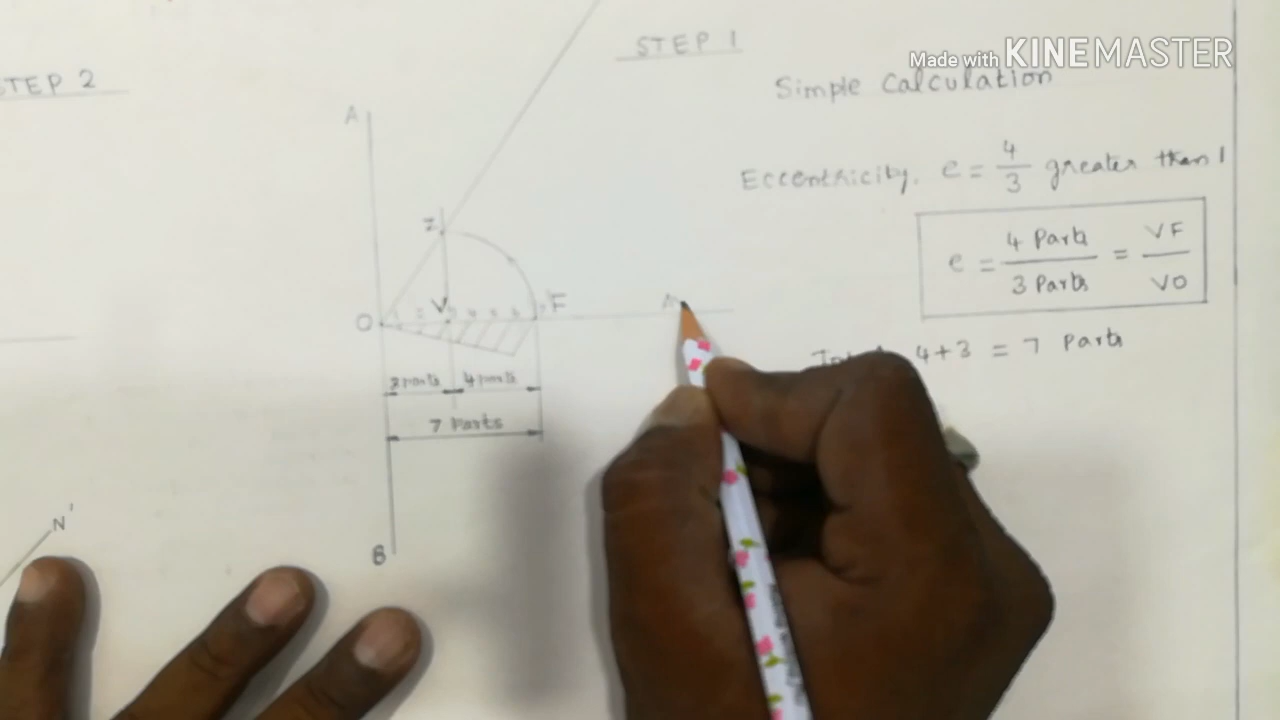 STEP 1
Made with KINEMASTER
STEP 2
Simple Calculation
A
Eccentricity, e = 4/3 greater than 1
Z
e = 4 Parts / 3 Parts = VF / VO
V
F
A
O
4+3 = 7 Parts
3 parts 4 parts
7 Parts
N'
B